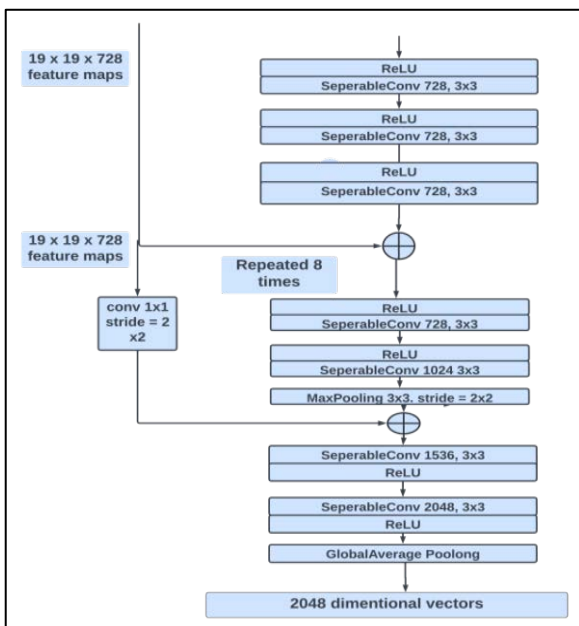 19 x 19 x 728
feature maps
ReLU
SeperableConv 728, 3x3
ReLU
SeperableConv 728, 3x3
ReLU
SeperableConv 728, 3x3
19 x 19 x 728
feature maps
Repeated 8
times
conv 1x1
stride = 2
x2
ReLU
SeperableConv 728, 3x3
ReLU
SeperableConv 1024 3x3
MaxPooling 3x3. stride = 2x2
SeperableConv 1536, 3x3
ReLU
SeperableConv 2048, 3x3
ReLU
GlobalAverage Poolong
2048 dimentional vectors